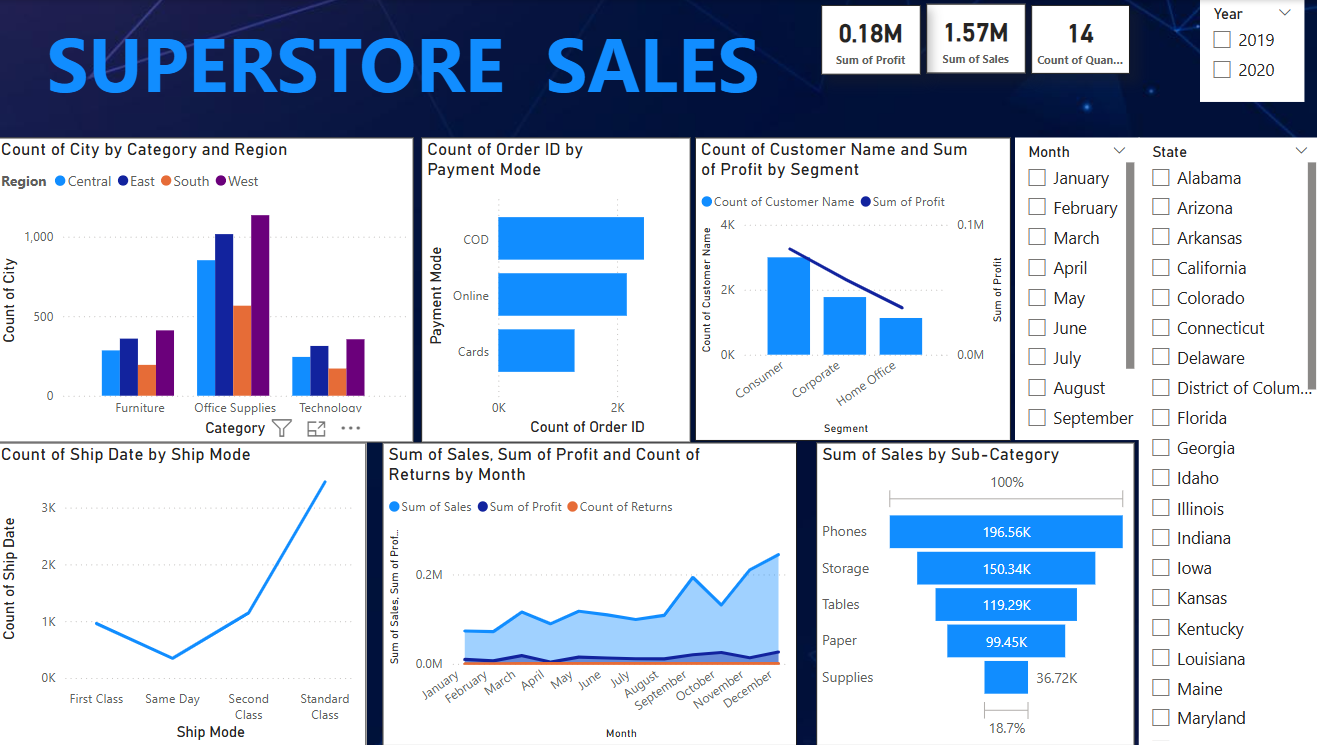 SUPERSTORE SALES
0.18M
Sum of Profit
1.57M
Sum of Sales
14
Count of Quan...
Year
2019
2020
Count of City by Category and Region
Region Central East South West
Count of City
1,000
500
0
Furniture Office Supplies Technology
Category
Count of Order ID by
Payment Mode
Payment Mode
COD
Online
Cards
0K 2K
Count of Order ID
Count of Customer Name and Sum
of Profit by Segment
Count of Customer Name Sum of Profit
Count of Customer Name
4K
2K
0K
0.1M
0.0M
Sum of Profit
Consumer
Corporate
Home Office
Segment
Month
January
February
March
April
May
June
July
August
September
State
Alabama
Arizona
Arkansas
California
Colorado
Connecticut
Delaware
District of Colum...
Florida
Georgia
Idaho
Illinois
Indiana
Iowa
Kansas
Kentucky
Louisiana
Maine
Maryland
Count of Ship Date by Ship Mode
Count of Ship Date
3K
2K
1K
0K
First Class Same Day Second Standard
Class Class
Ship Mode
Sum of Sales, Sum of Profit and Count of
Returns by Month
Sum of Sales Sum of Profit Count of Returns
Sum of Sales, Sum of Prof...
0.2M
0.0M
January
February
March
April
May
June
July
August
September
October
November
December
Month
Sum of Sales by Sub-Category
100%
Phones 196.56K
Storage 150.34K
Tables 119.29K
Paper 99.45K
Supplies 36.72K
18.7%